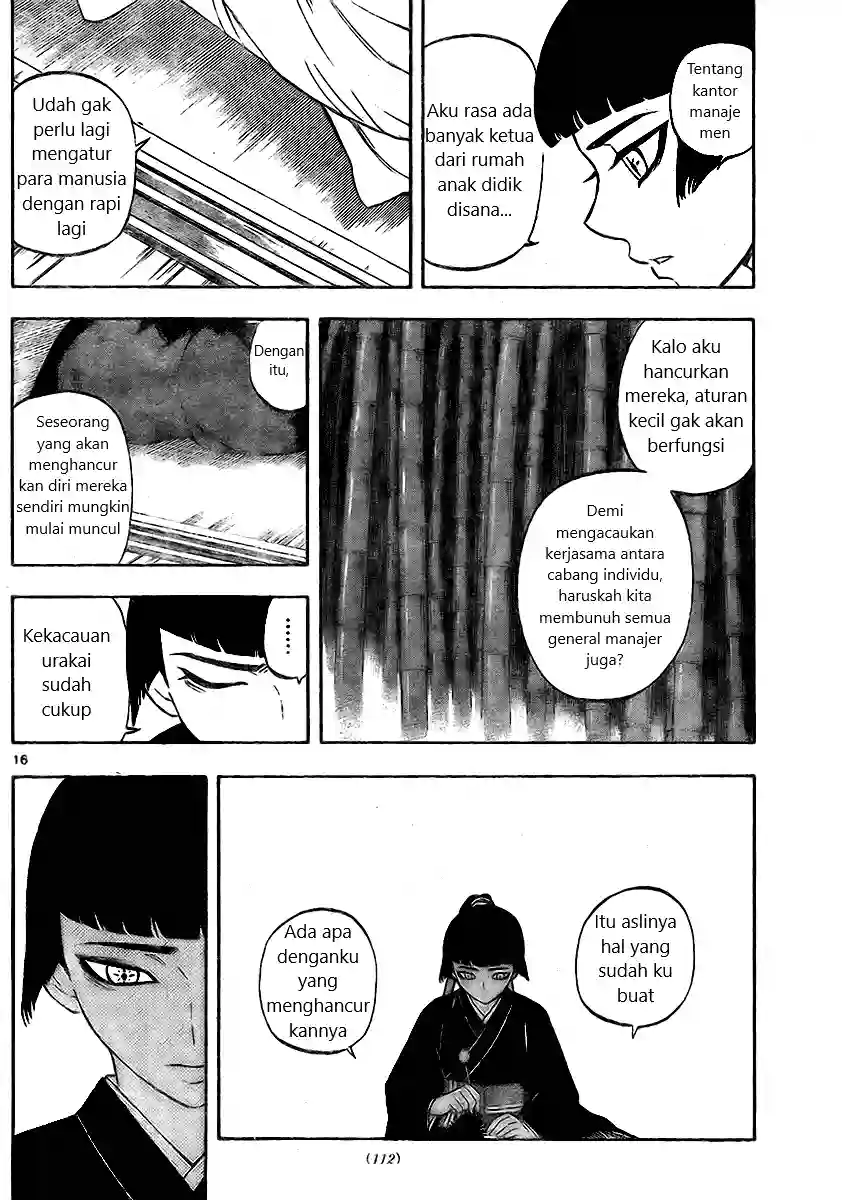 Tentang
kantor
manaje
men
Aku rasa ada
banyak ketua
dari rumah
anak didik
disana...
Udah gak
perlu lagi
mengatur
para manusia
dengan rapi
lagi
Kalo aku
hancurkan
mereka, aturan
kecil gak akan
berfungsi
Demi
mengacaukan
kerjasama antara
cabang individu,
haruskah kita
membunuh semua
general manajer
juga?
Dengan
itu,
Seseorang
yang akan
menghancur
kan diri mereka
sendiri mungkin
mulai muncul
......
Kekacauan
urakai
sudah
cukup
16
Itu aslinya
hal yang
sudah ku
buat
Ada apa
denganku
yang
menghancur
kannya
(112)